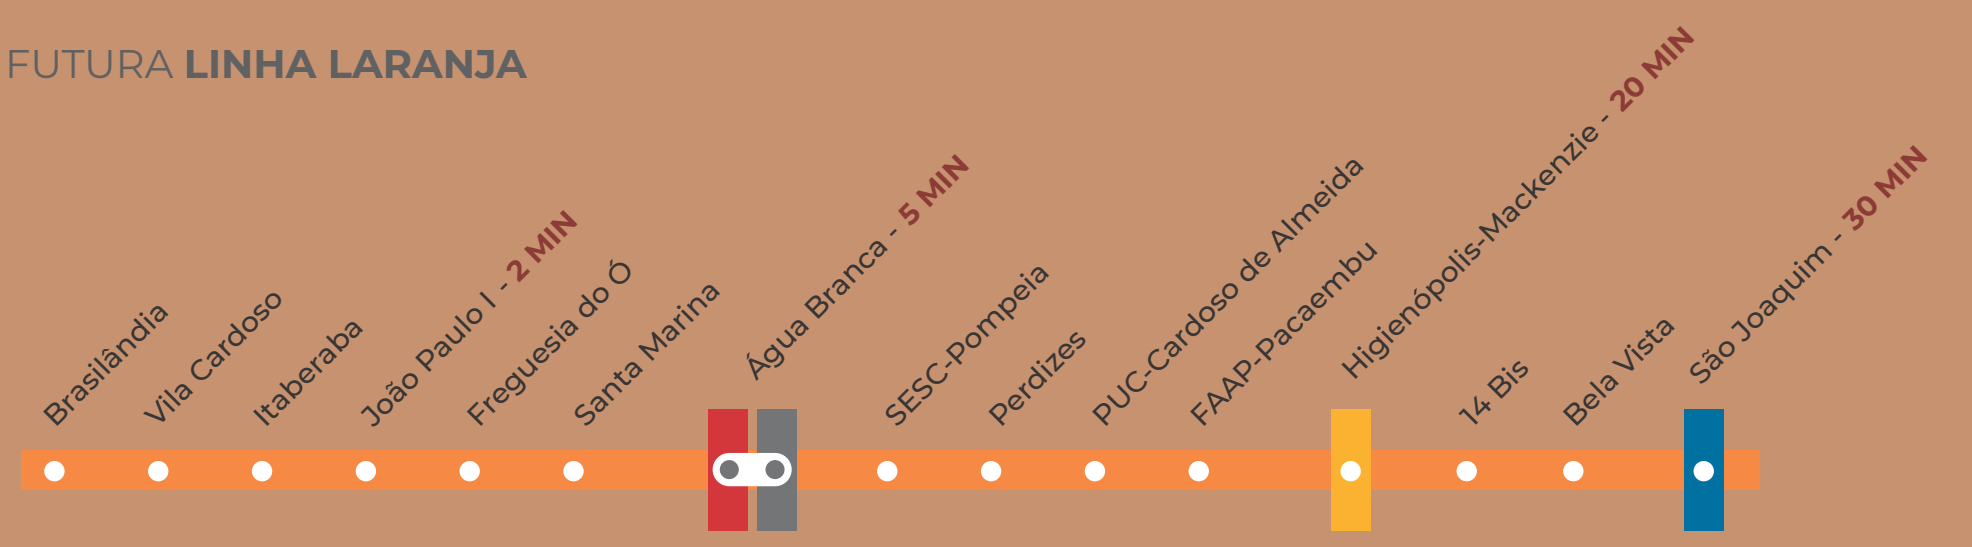 FUTURA LINHA LARANJA
Brasilândia
Vila Cardoso
Itaberaba
João Paulo I - 2 MIN
Freguesia do Ó
Santa Marina
Água Branca - 5 MIN
SESC-Pompeia
Perdizes
PUC-Cardoso de Almeida
FAAP-Pacaembu
Higienópolis-Mackenzie - 20 MIN
14 Bis
Bela Vista
São Joaquim - 30 MIN